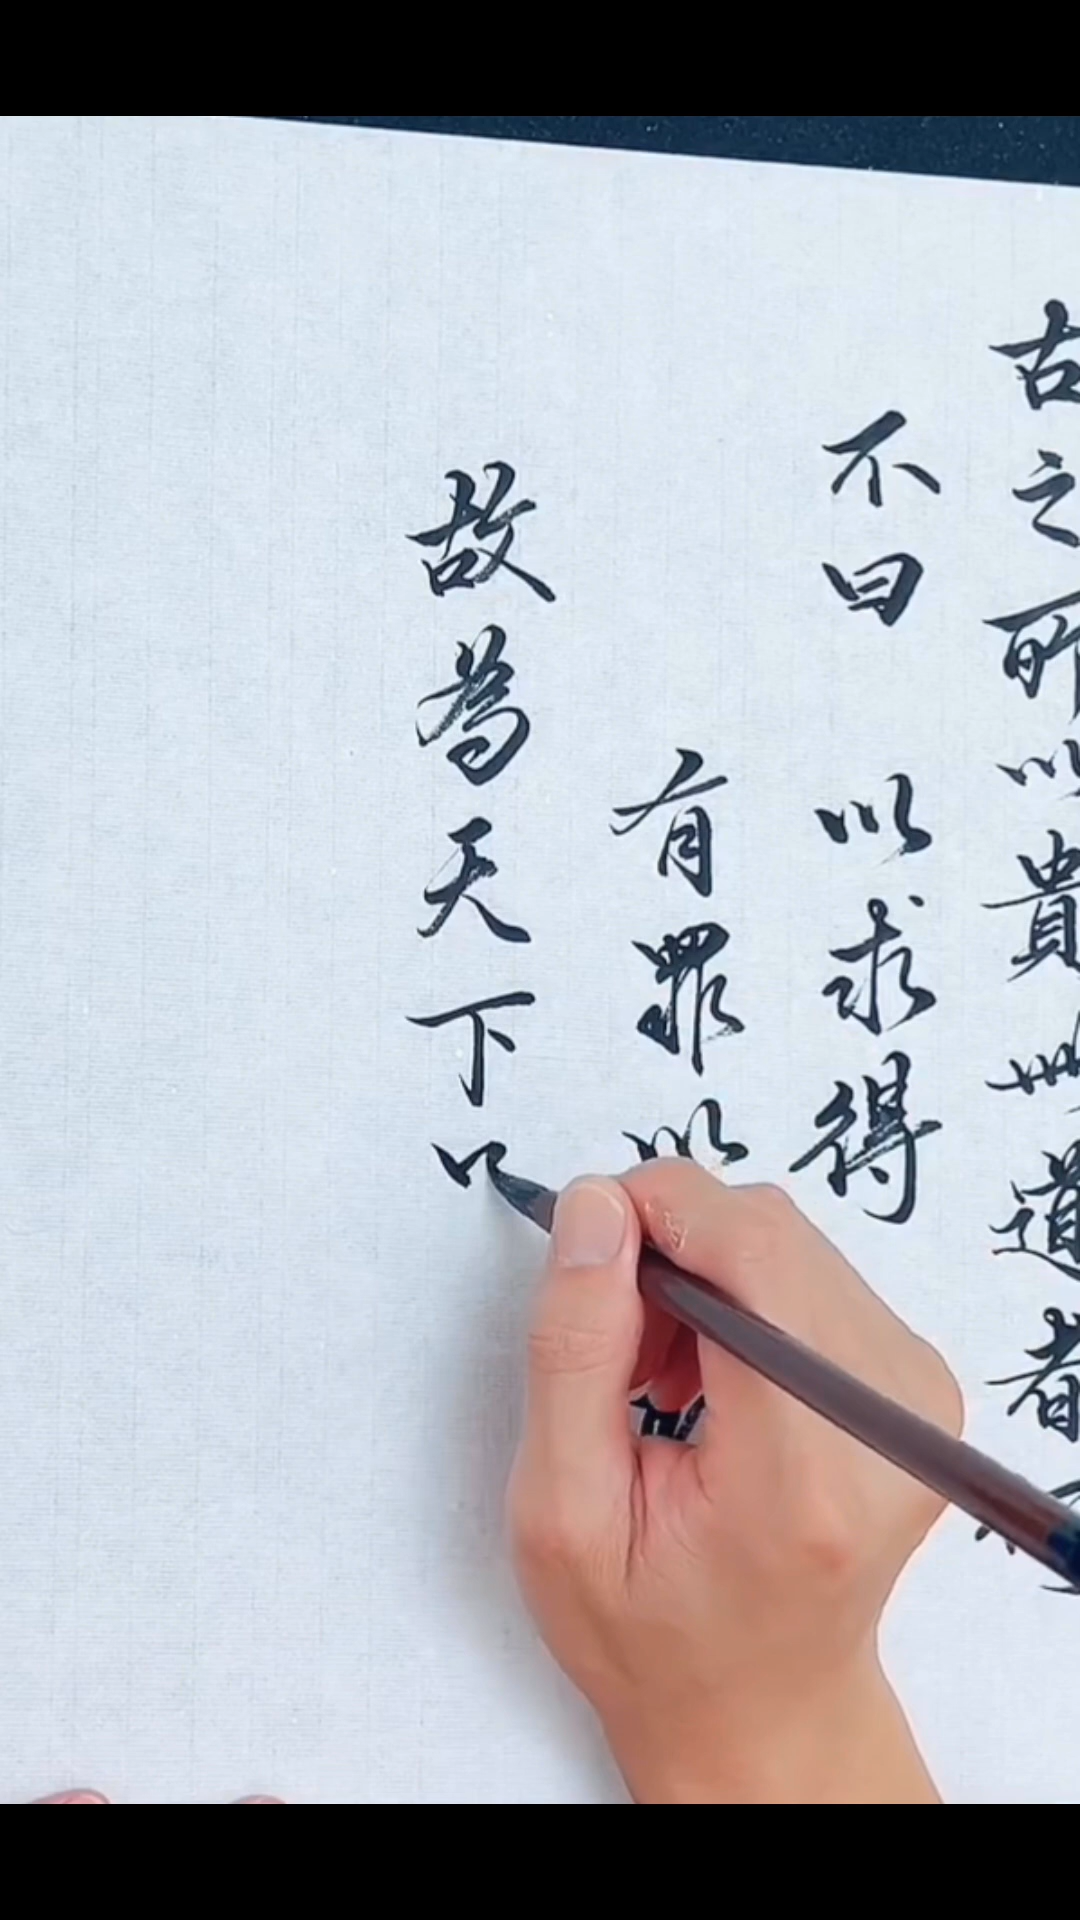 古之所以貴無道者
不曰以求得
有罪以
故為天下